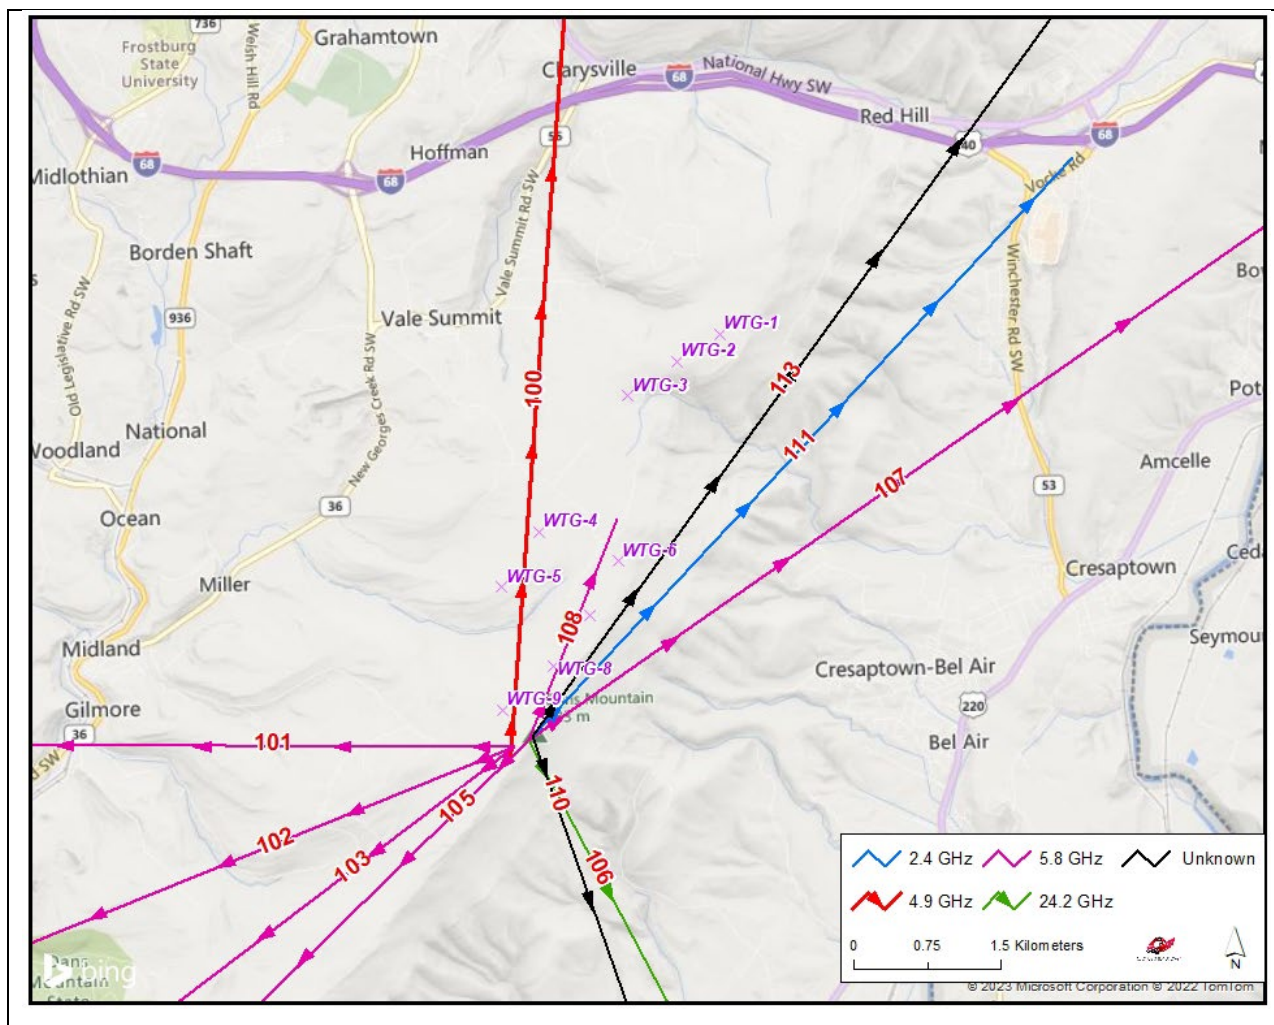 736
Frostburg
State
University
Welsh Hill Rd
Grahamtown
Clarysville
68
National Hwy SW
Red Hill
40
68
55
Hoffman
68
68
Midlothian
Vocke Rd
Borden Shaft
Vale Summit Rd SW
Winchester Rd SW
Old Legislative Rd SW
936
Vale Summit
WTG-1
WTG-2
WTG-3
113
100
New Georges Creek Rd SW
National
Woodland
111
107
Amcelle
53
36
Ocean
WTG-4
WTG-6
WTG-5
Cresaptown
Miller
108
Midland
WTG-8
Cresaptown-Bel Air
WTG-9
Gilmore
220
36
101
Bel Air
110
105
102
103
106
2.4 GHz
5.8 GHz
Unknown
4.9 GHz
24.2 GHz
0
0.75
1.5 Kilometers
N
Dans
Mountain
State
bing
© 2023 Microsoft Corporation © 2022 TomTom